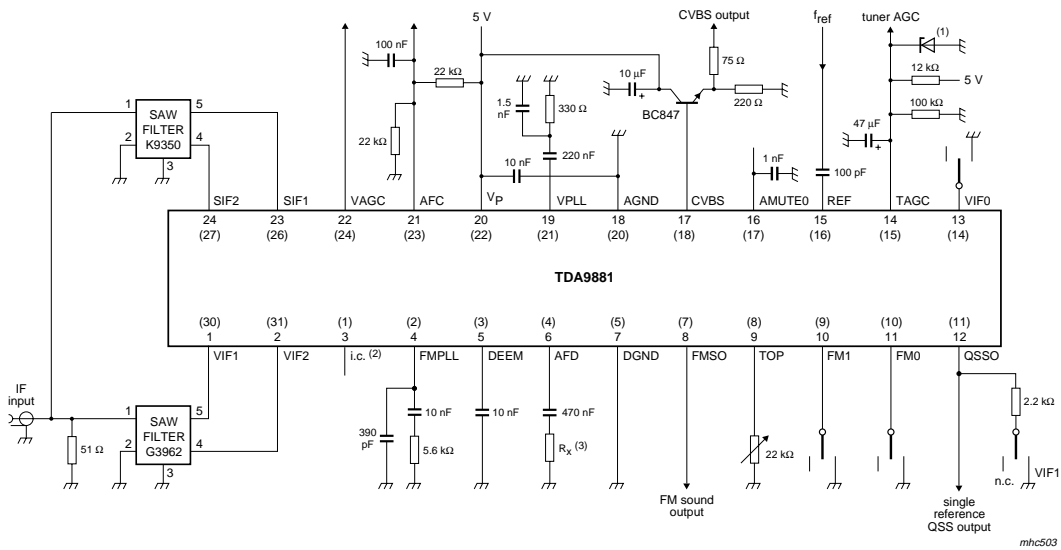 CVBS output
f ref
tuner AGC
5 V
(1)
100 nF
22 kΩ
10 μF
+
75 Ω
12 kΩ
5 V
1.5 nF
330 Ω
220 Ω
100 kΩ
BC847
22 kΩ
220 nF
47 μF
+
10 nF
1 nF
100 pF
1
5
SAW
FILTER
K9350
2
4
3
SIF2
SIF1
VAGC
AFC
VP
VPLL
AGND
CVBS
AMUTE0
REF
TAGC
VIF0
24
23
22
21
20
19
18
17
16
15
14
13
(27)
(26)
(24)
(23)
(22)
(21)
(20)
(18)
(17)
(16)
(15)
(14)
TDA9881
(30)
(31)
(1)
(2)
(3)
(4)
(5)
(7)
(8)
(9)
(10)
(11)
1
2
3
4
5
6
7
8
9
10
11
12
VIF1
VIF2
i.c. (2)
FMPLL
DEEM
AFD
DGND
FMSO
TOP
FM1
FM0
QSSO
IF
input
1
5
SAW
FILTER
G3962
2
4
3
51 Ω
390
pF
10 nF
5.6 kΩ
10 nF
470 nF
Rx (3)
22 kΩ
2.2 kΩ
n.c.
VIF1
FM sound
output
single
reference
QSS output
mhc503